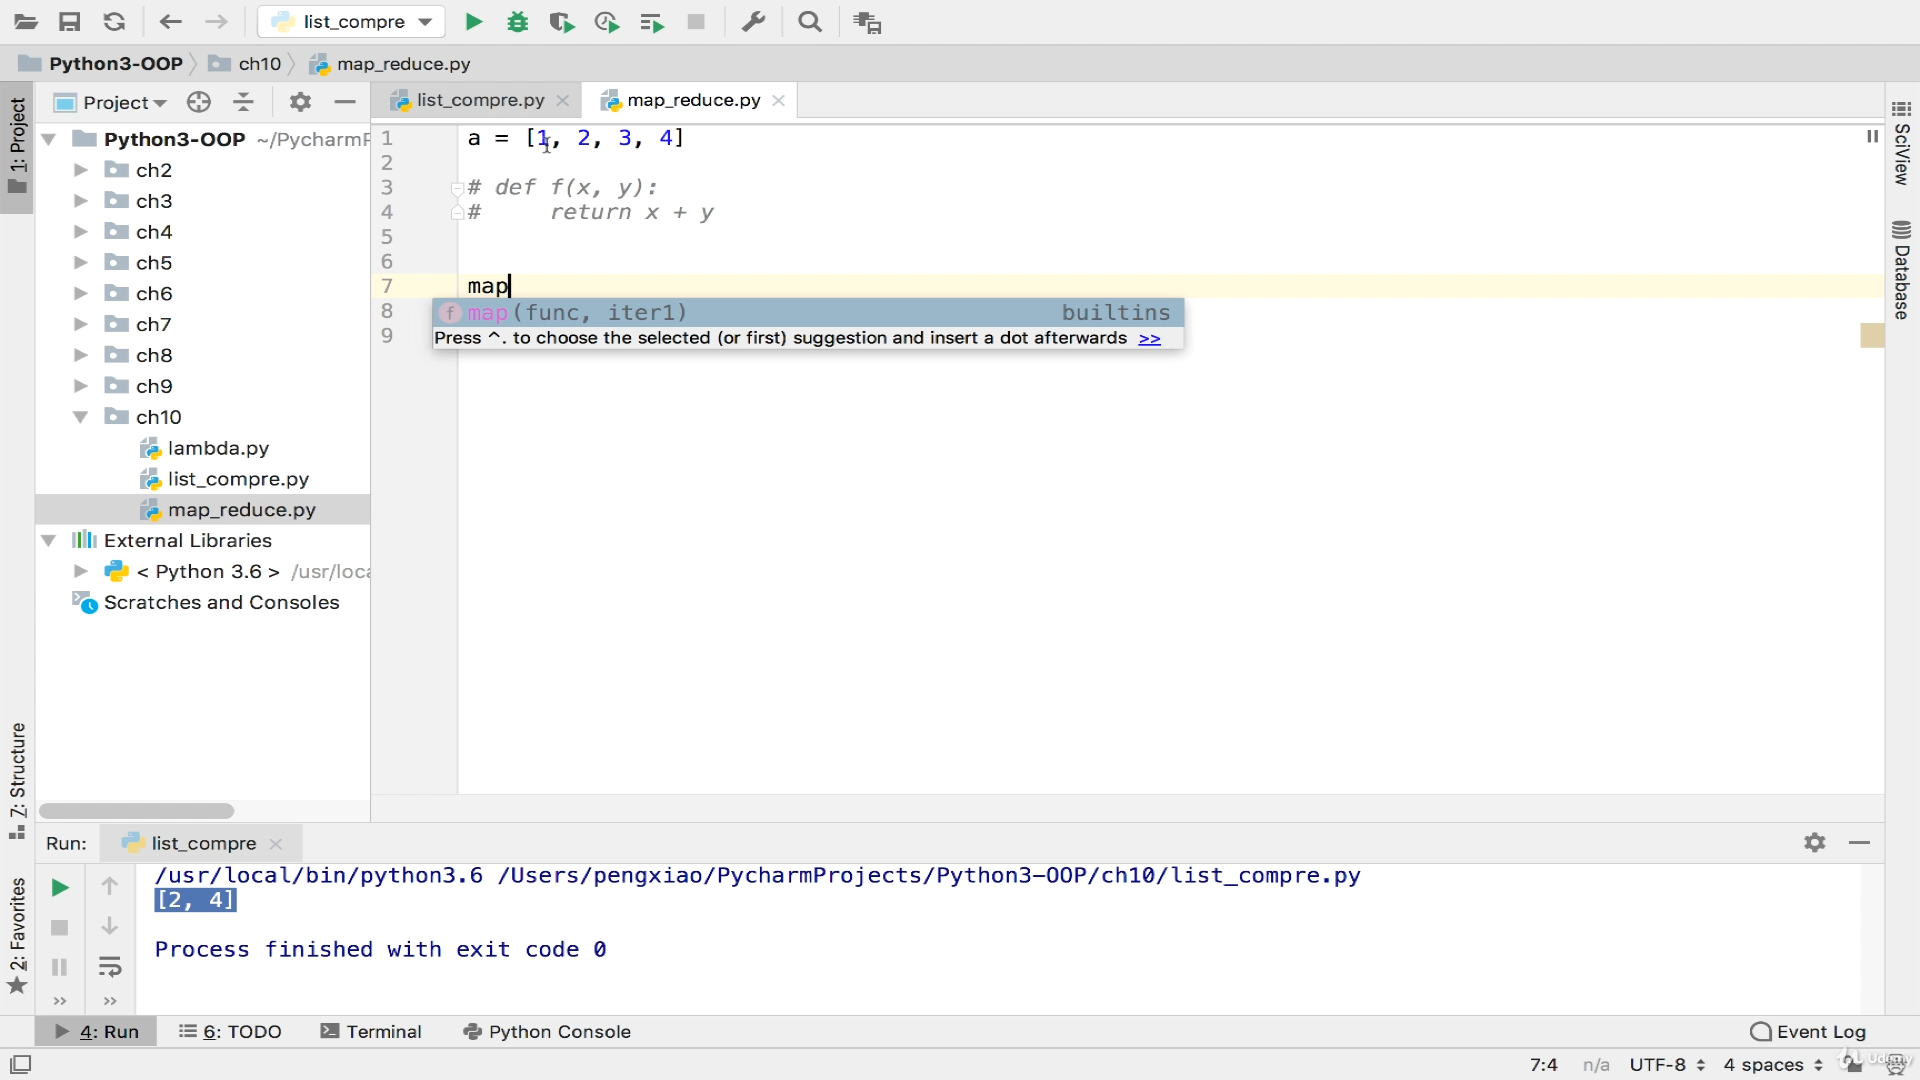 list_compre
Python3-OOP ch10 map_reduce.py
1: Project
Project
list_compre.py
map_reduce.py
Python3-OOP ~/PycharmP
ch2
ch3
ch4
ch5
ch6
ch7
ch8
ch9
ch10
lambda.py
list_compre.py
map_reduce.py
External Libraries
< Python 3.6 > /usr/loca
Scratches and Consoles
1 a = [1, 2, 3, 4]
2
3 # def f(x, y):
4 #     return x + y
5
6
7 map
8
9
f map(func, iter1) builtins
Press ^. to choose the selected (or first) suggestion and insert a dot afterwards >>
SciView
Database
Z: Structure
2: Favorites
Run: list_compre
/usr/local/bin/python3.6 /Users/pengxiao/PycharmProjects/Python3-OOP/ch10/list_compre.py
[2, 4]
Process finished with exit code 0
4: Run
6: TODO
Terminal
Python Console
Event Log
7:4 n/a UTF-8 4 spaces
Udemy